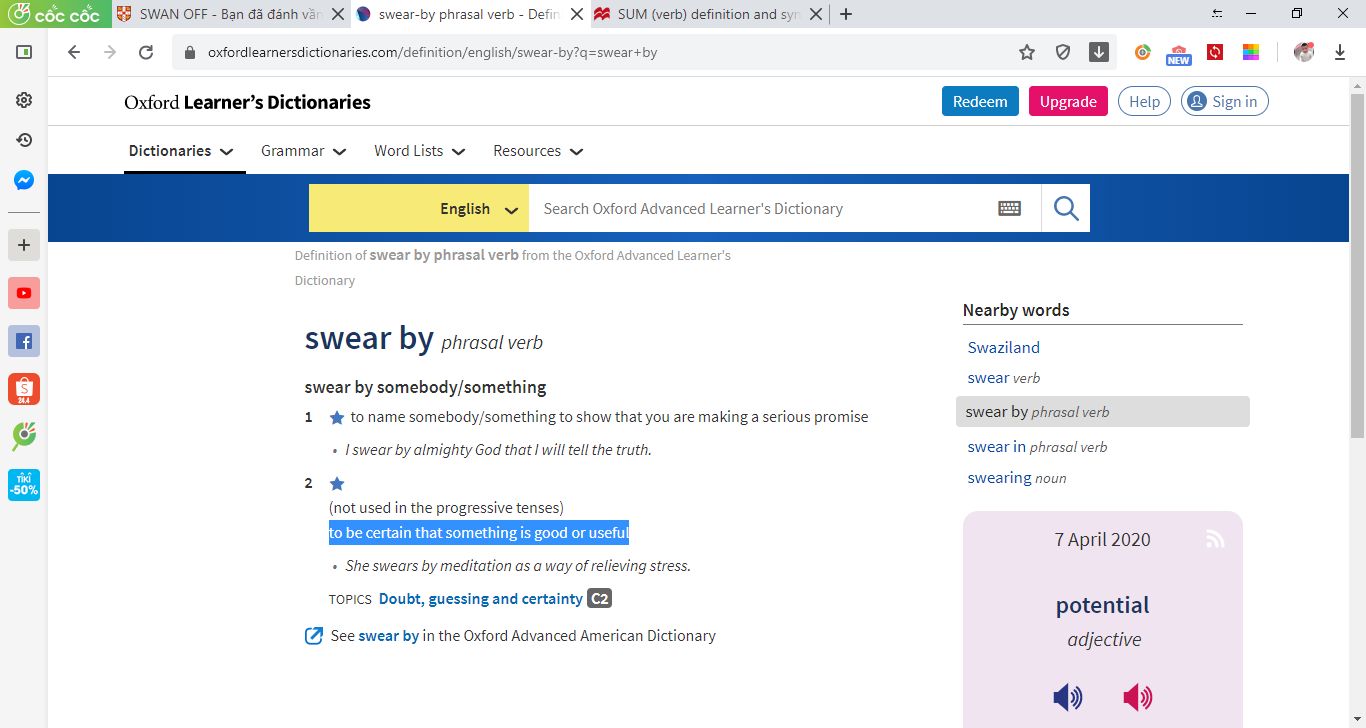 cốc cốc
SWAN OFF - Bạn đã đánh vần
swear-by phrasal verb - Defin
SUM (verb) definition and syn
oxfordlearnersdictionaries.com/definition/english/swear-by?q=swear+by
NEW
Oxford Learner's Dictionaries
Redeem
Upgrade
Help
Sign in
Dictionaries
Grammar
Word Lists
Resources
English
Search Oxford Advanced Learner's Dictionary
Definition of swear by phrasal verb from the Oxford Advanced Learner's
Dictionary
swear by phrasal verb
swear by somebody/something
1 to name somebody/something to show that you are making a serious promise
• I swear by almighty God that I will tell the truth.
2
(not used in the progressive tenses)
to be certain that something is good or useful
• She swears by meditation as a way of relieving stress.
TOPICS Doubt, guessing and certainty C2
See swear by in the Oxford Advanced American Dictionary
Nearby words
Swaziland
swear verb
swear by phrasal verb
swear in phrasal verb
swearing noun
7 April 2020
potential
adjective
S
24.4
TIKI
-50%